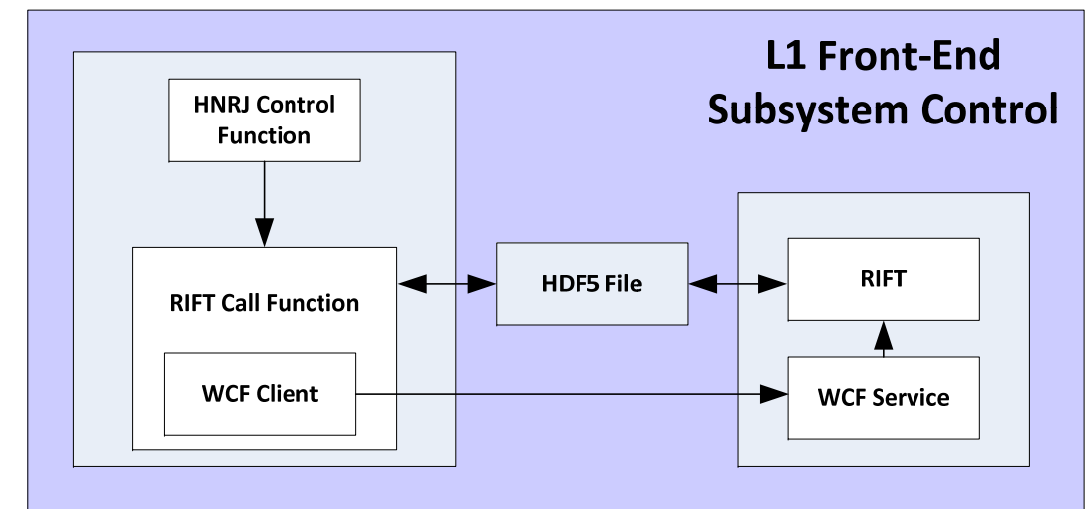 L1 Front-End
Subsystem Control
HNRJ Control
Function
RIFT Call Function
WCF Client
HDF5 File
RIFT
WCF Service